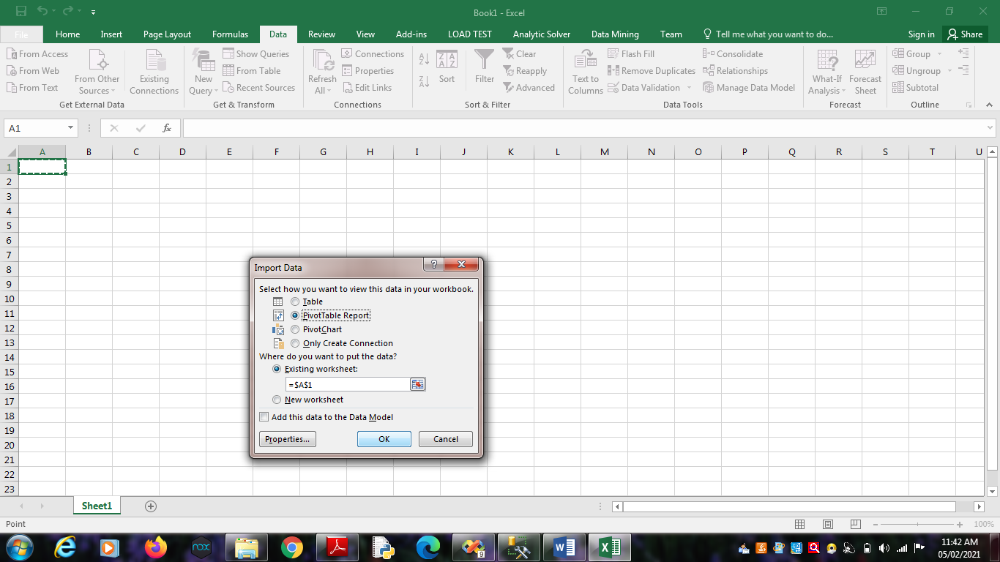 Book1 - Excel
File Home Insert Page Layout Formulas Data Review View Add-ins LOAD TEST Analytic Solver Data Mining Team Tell me what you want to do... Sign in Share
From Access
From Web
From Text
From Other Sources
Existing Connections
Get External Data
New Query
Show Queries
From Table
Recent Sources
Get & Transform
Refresh All
Connections
Properties
Edit Links
Connections
Sort
Filter
Clear
Reapply
Advanced
Sort & Filter
Text to Columns
Flash Fill
Remove Duplicates
Data Validation
Consolidate
Relationships
Manage Data Model
Data Tools
What-If Analysis
Forecast Sheet
Forecast
Group
Ungroup
Subtotal
Outline
A1 fx
A B C D E F G H I J K L M N O P Q R S T U
1
2
3
4
5
6
7
8
9
10
11
12
13
14
15
16
17
18
19
20
21
22
23
Import Data
Select how you want to view this data in your workbook.
Table
PivotTable Report
PivotChart
Only Create Connection
Where do you want to put the data?
Existing worksheet:
=$A$1
New worksheet
Add this data to the Data Model
Properties... OK Cancel
Sheet1
Point 100%
nox
11:42 AM
05/02/2021